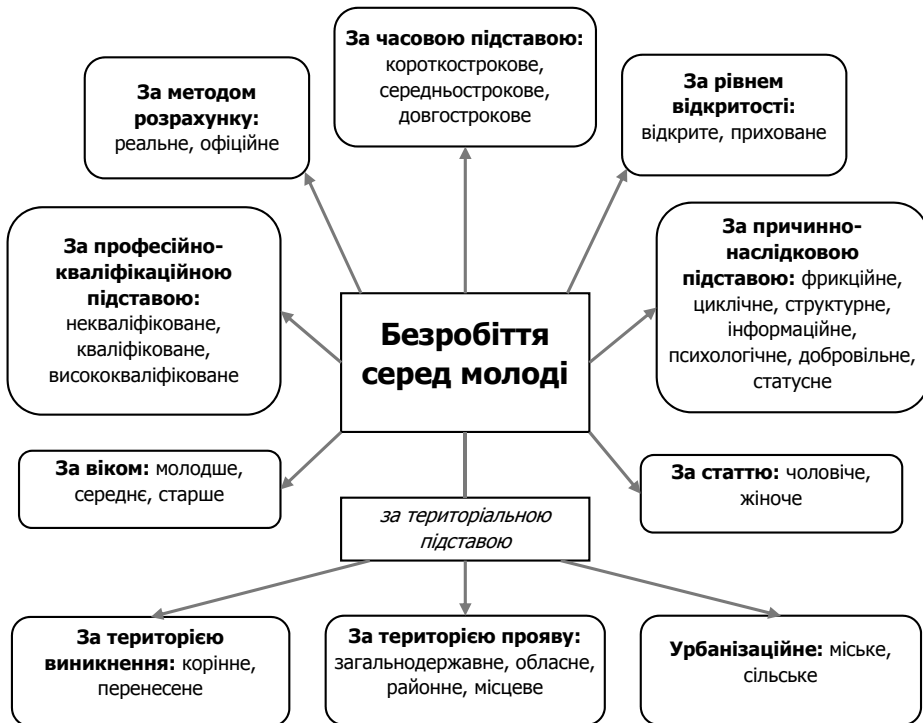 За часовою підставою:
короткострокове,
середньострокове,
довгострокове
За методом
розрахунку:
реальне, офіційне
За рівнем
відкритості:
відкрите, приховане
За професійно-
кваліфікаційною
підставою:
некваліфіковане,
кваліфіковане,
висококваліфіковане
За причинно-
наслідковою
підставою: фрикційне,
циклічне, структурне,
інформаційне,
психологічне, добровільне,
статусне
Безробіття
серед молоді
За віком: молодше,
середнє, старше
За статтю: чоловіче,
жіноче
за територіальною
підставою
За територією
виникнення: корінне,
перенесене
За територією прояву:
загальнодержавне, обласне,
районне, місцеве
Урбанізаційне: міське,
сільське